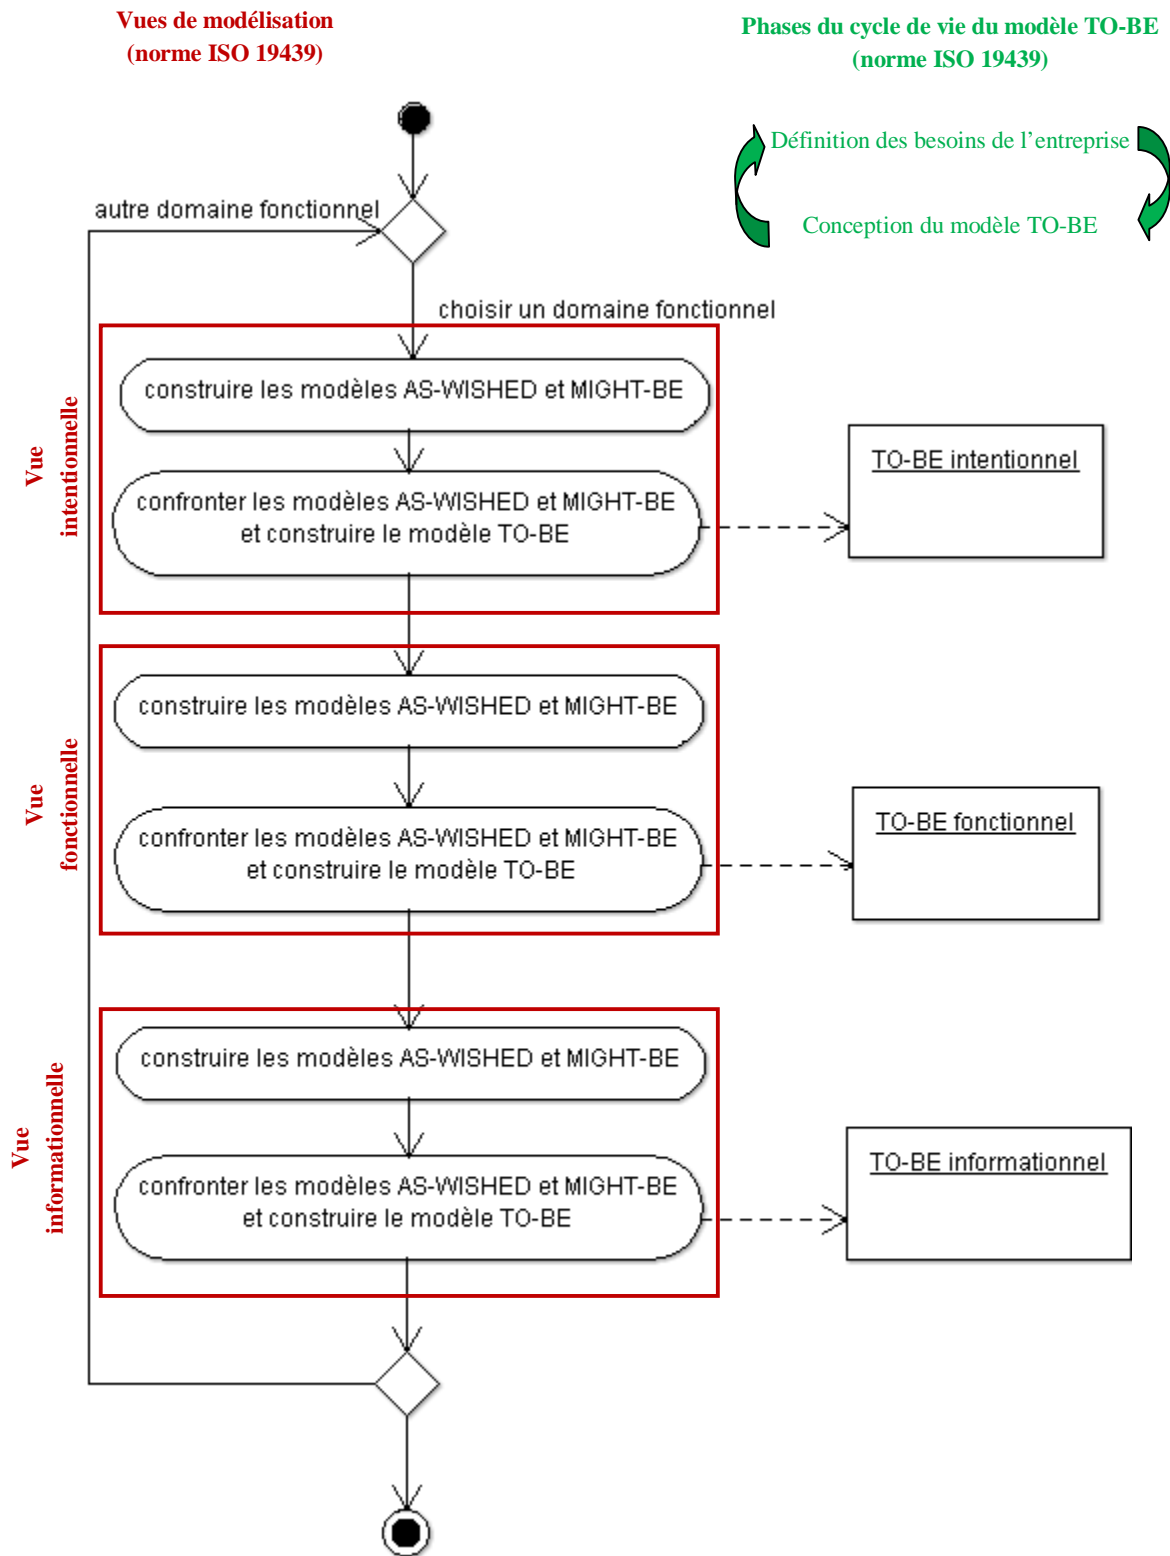 Vues de modélisation
(norme ISO 19439)
Phases du cycle de vie du modèle TO-BE
(norme ISO 19439)
Définition des besoins de l'entreprise
Conception du modèle TO-BE
autre domaine fonctionnel
choisir un domaine fonctionnel
Vue
intentionnelle
construire les modèles AS-WISHED et MIGHT-BE
confronter les modèles AS-WISHED et MIGHT-BE
et construire le modèle TO-BE
TO-BE intentionnel
Vue
fonctionnelle
construire les modèles AS-WISHED et MIGHT-BE
confronter les modèles AS-WISHED et MIGHT-BE
et construire le modèle TO-BE
TO-BE fonctionnel
Vue
informationnelle
construire les modèles AS-WISHED et MIGHT-BE
confronter les modèles AS-WISHED et MIGHT-BE
et construire le modèle TO-BE
TO-BE informationnel